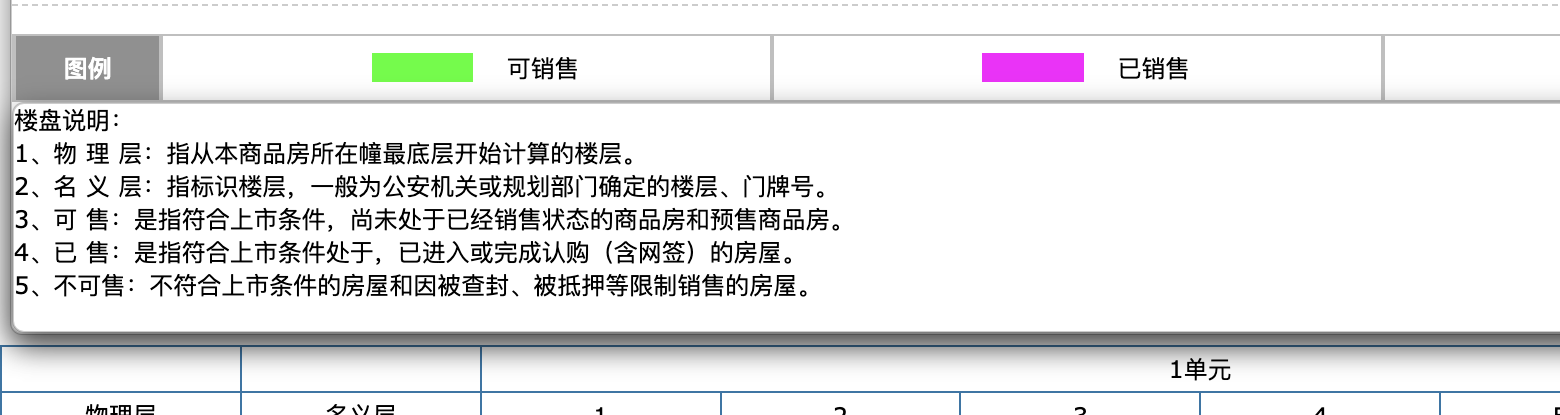 图例 可销售 已销售
楼盘说明：
1、物 理 层：指从本商品房所在幢最底层开始计算的楼层。
2、名 义 层：指标识楼层，一般为公安机关或规划部门确定的楼层、门牌号。
3、可 售：是指符合上市条件，尚未处于已经销售状态的商品房和预售商品房。
4、已 售：是指符合上市条件处于，已进入或完成认购（含网签）的房屋。
5、不可售：不符合上市条件的房屋和因被查封、被抵押等限制销售的房屋。
1单元
物理层 名义层 1 2 3 4